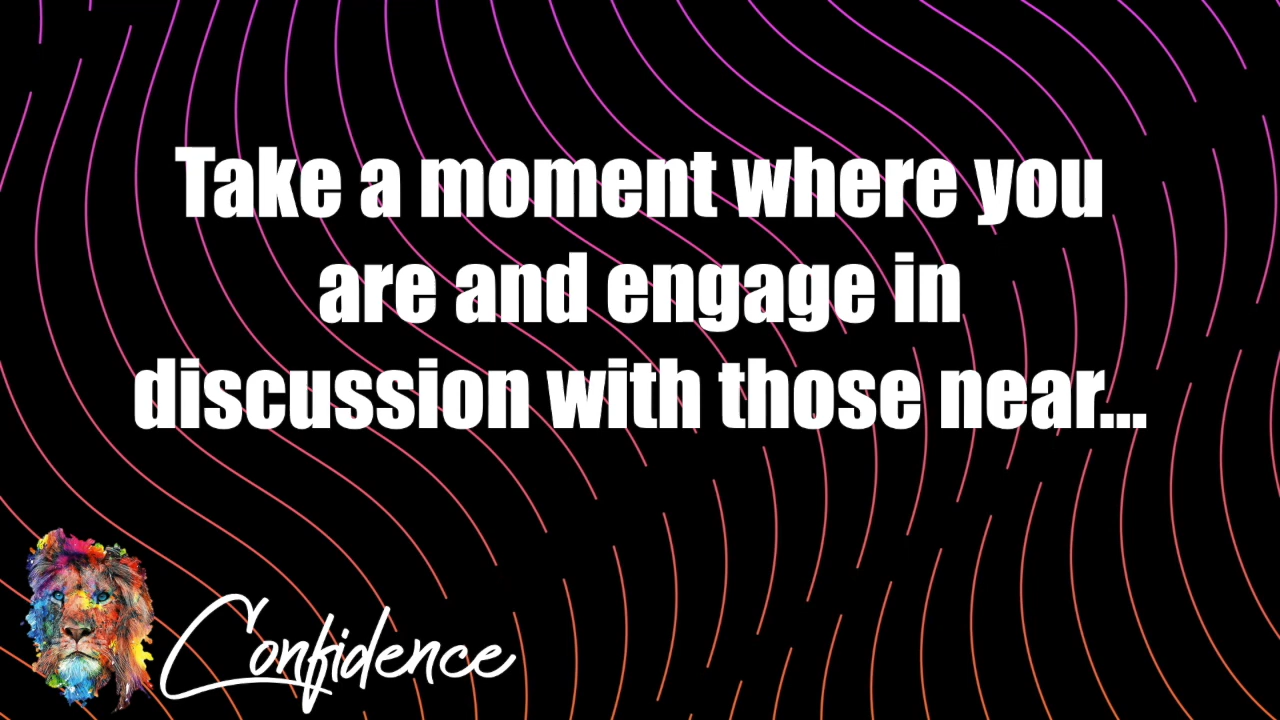 Take a moment where you
are and engage in
discussion with those near...
Confidence